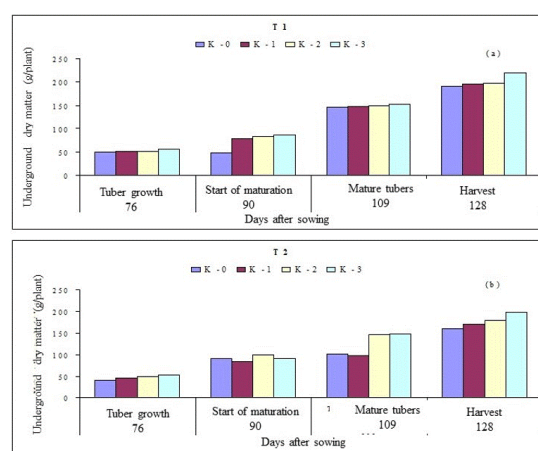 T 1
K - 0 K - 1 K - 2 K - 3
(a)
Underground dry matter (g/plant)
250
200
150
100
50
0
Tuber growth Start of maturation Mature tubers Harvest
76 90 109 128
Days after sowing
T 2
K - 0 K - 1 K - 2 K - 3
(b)
Underground dry matter (g/plant)
250
200
150
100
50
0
Tuber growth Start of maturation Mature tubers Harvest
76 90 109 128
Days after sowing